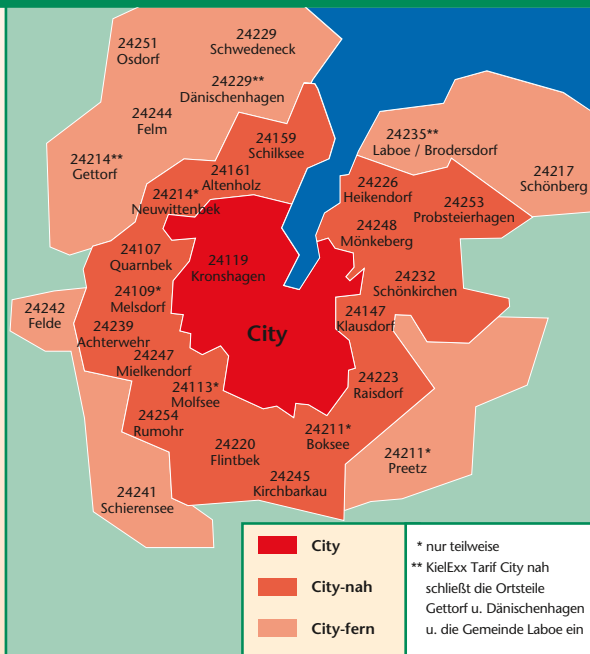 24251
Osdorf
24229
Schwedeneck
24229**
Dänischenhagen
24244
Felm
24214**
Gettorf
24159
Schilksee
24161
Altenholz
24214*
Neuwittenbek
24235**
Laboe / Brodersdorf
24217
Schönberg
24226
Heikendorf
24253
Probsteierhagen
24248
Mönkeberg
24107
Quarnbek
24119
Kronshagen
24232
Schönkirchen
24109*
Melsdorf
24242
Felde
24239
Achterwehr
24147
Klausdorf
City
24247
Mielkendorf
24113*
Molfsee
24223
Raisdorf
24254
Rumohr
24211*
Boksee
24220
Flintbek
24211*
Preetz
24245
Kirchbarkau
24241
Schierensee
City
City-nah
City-fern
* nur teilweise
** KielExx Tarif City nah
schließt die Ortsteile
Gettorf u. Dänischenhagen
u. die Gemeinde Laboe ein